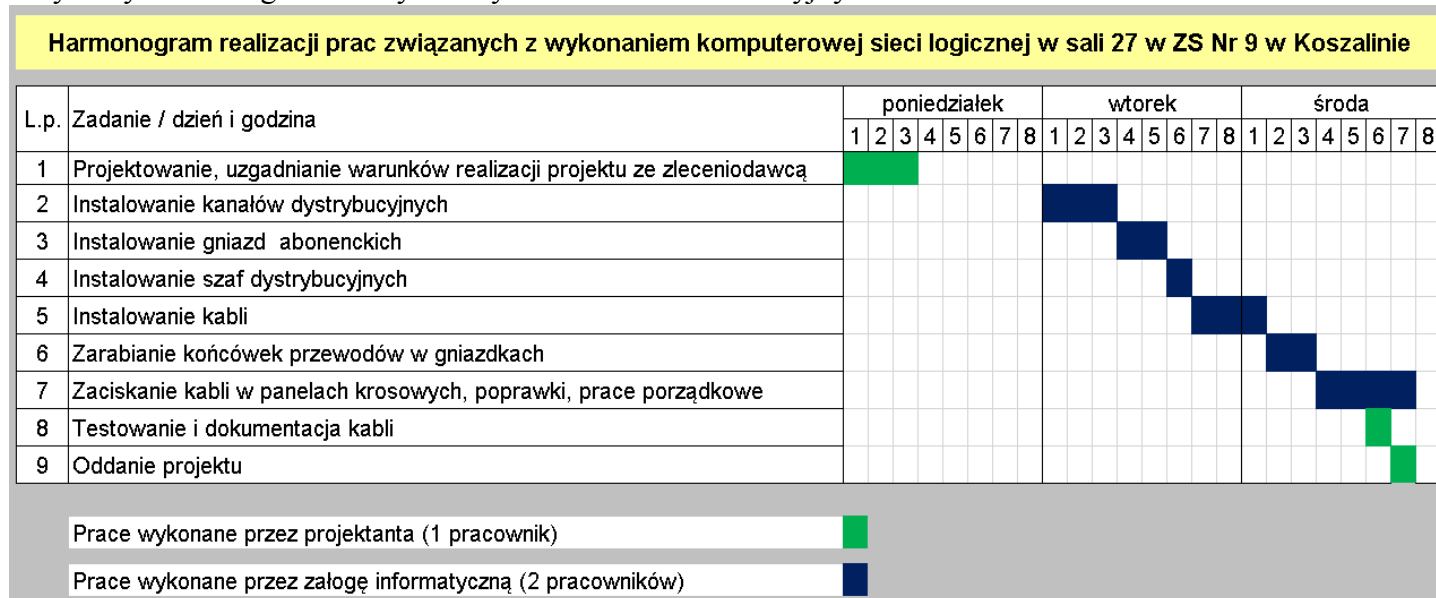 Harmonogram realizacji prac związanych z wykonaniem komputerowej sieci logicznej w sali 27 w ZS Nr 9 w Koszalinie
L.p. Zadanie / dzień i godzina poniedziałek wtorek środa
1 2 3 4 5 6 7 8 1 2 3 4 5 6 7 8 1 2 3 4 5 6 7 8
1 Projektowanie, uzgadnianie warunków realizacji projektu ze zleceniodawcą
2 Instalowanie kanałów dystrybucyjnych
3 Instalowanie gniazd abonenckich
4 Instalowanie szaf dystrybucyjnych
5 Instalowanie kabli
6 Zarabianie końcówek przewodów w gniazdkach
7 Zaciskanie kabli w panelach krosowych, poprawki, prace porządkowe
8 Testowanie i dokumentacja kabli
9 Oddanie projektu
Prace wykonane przez projektanta (1 pracownik)
Prace wykonane przez załogę informatyczną (2 pracowników)